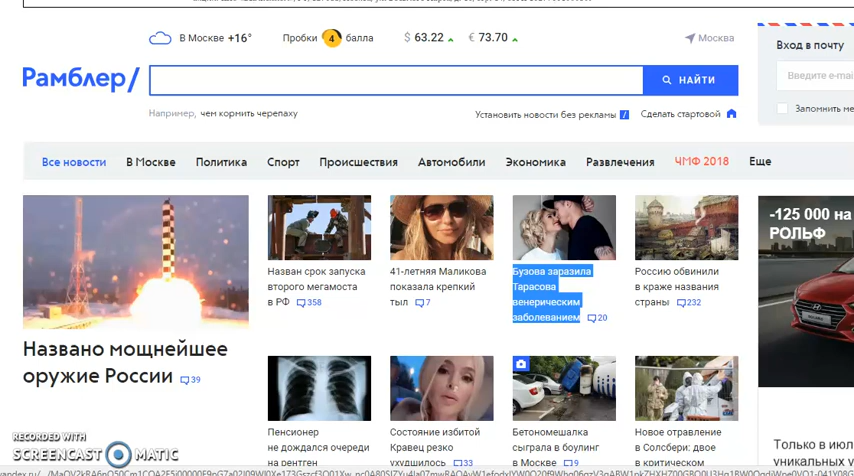 В Москве +16°
Пробки 4 балла
$ 63.22
€ 73.70
Москва
Вход в почту
Рамблер/
НАЙТИ
Введите e-mai
Например, чем кормить черепаху
Установить новости без рекламы
Сделать стартовой
Запомнить ме
Все новости
В Москве
Политика
Спорт
Происшествия
Автомобили
Экономика
Развлечения
ЧМФ 2018
Еще
-125 000 на
РОЛЬФ
Названо мощнейшее
оружие России 39
Назван срок запуска
второго мегамоста
в РФ 358
41-летняя Маликова
показала крепкий
тыл 7
Бузова заразила
Тарасова
венерическим
заболеванием 20
Россию обвинили
в краже названия
страны 232
Пенсионер
не дождался очереди
на рентген
Состояние избитой
Кравец резко
ухудшилось 33
Бетономешалка
сыграла в боулинг
в Москве 9
Новое отравление
в Солсбери: двое
в критическом
Только в июл
уникальных у
RECORDED WITH
SCREENCAST MATIC